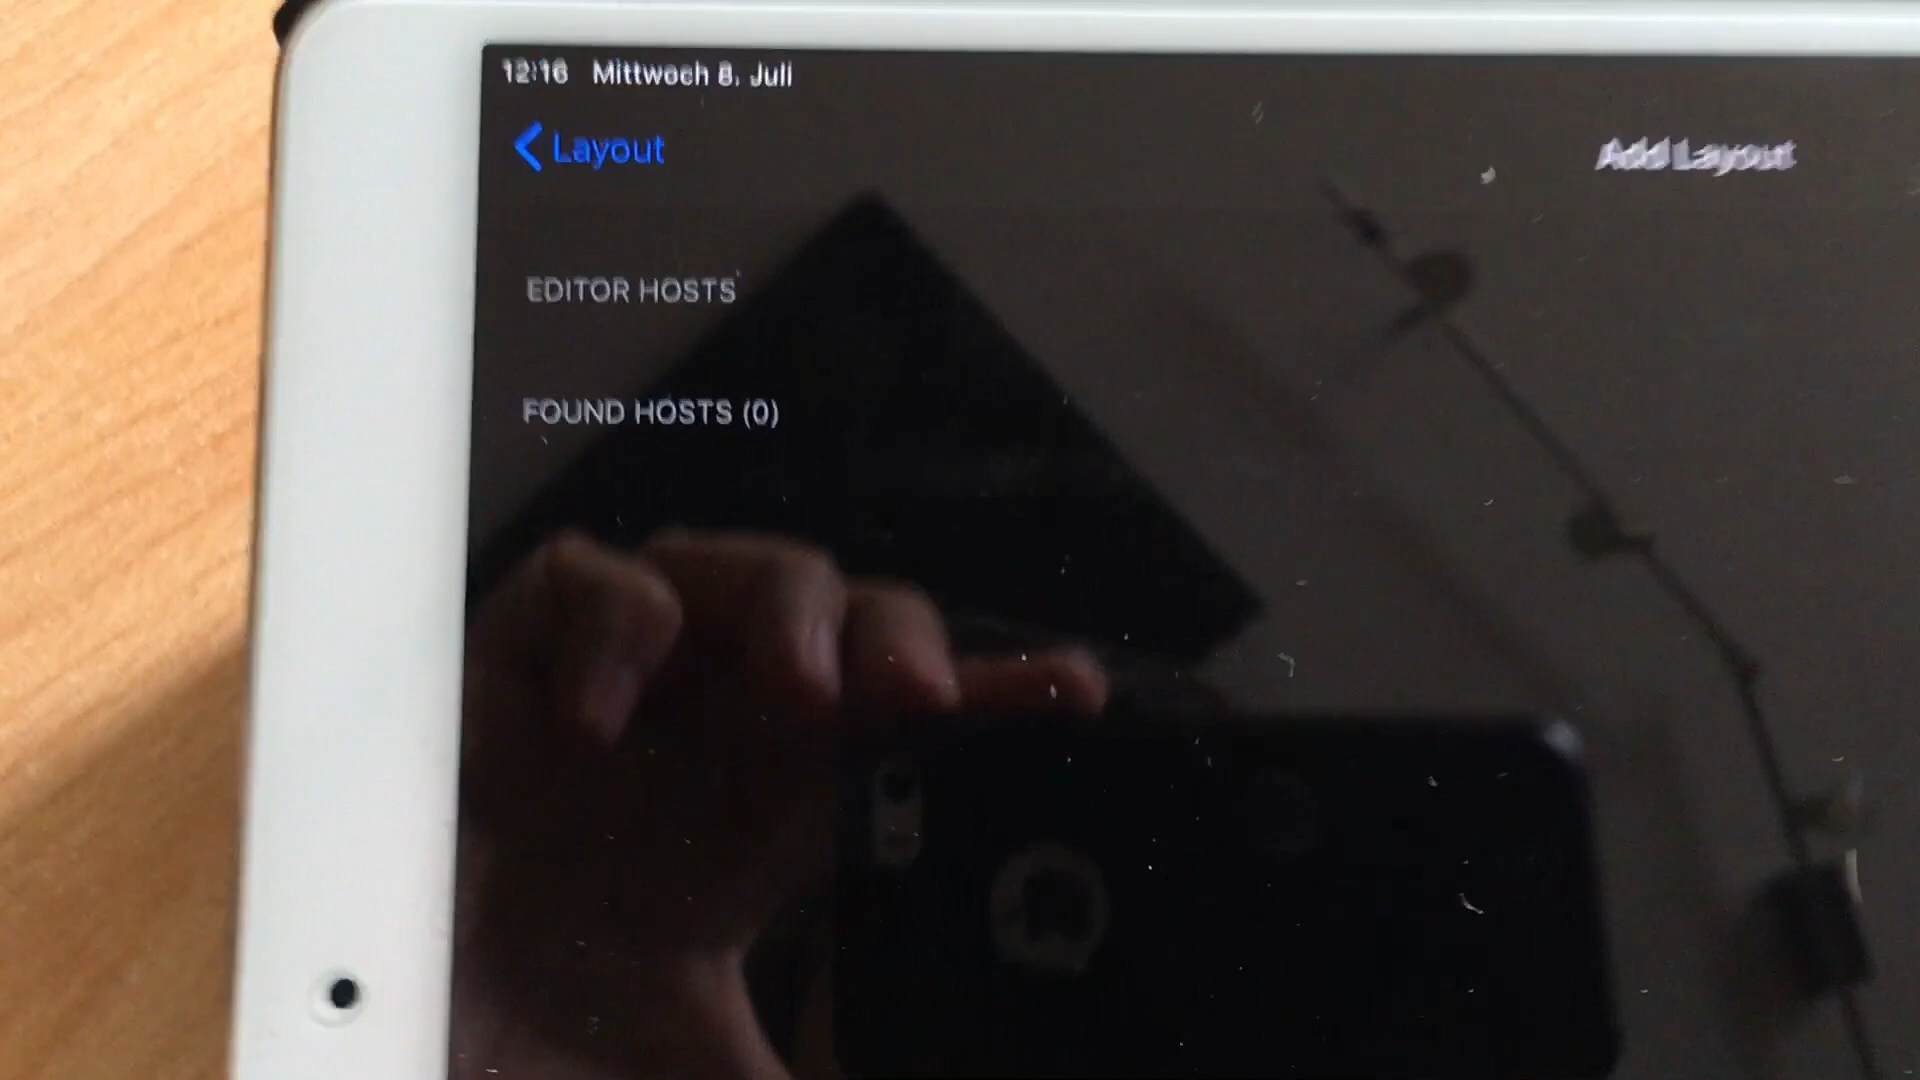 12:16 Mittwoch 8. Juli
Layout
Add Layout
EDITOR HOSTS
FOUND HOSTS (0)